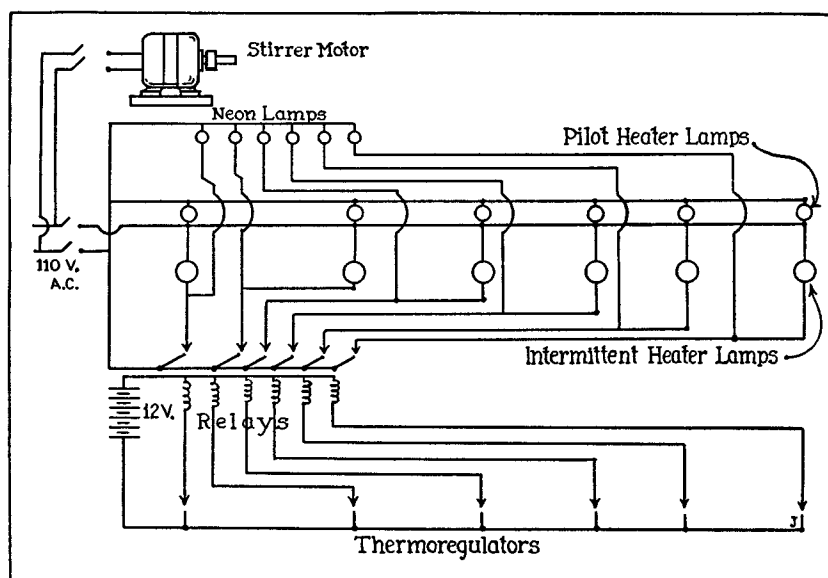 Stirrer Motor
Neon Lamps
Pilot Heater Lamps
110 V.
A.C.
Intermittent Heater Lamps
12V.
Relays
J
Thermoregulators